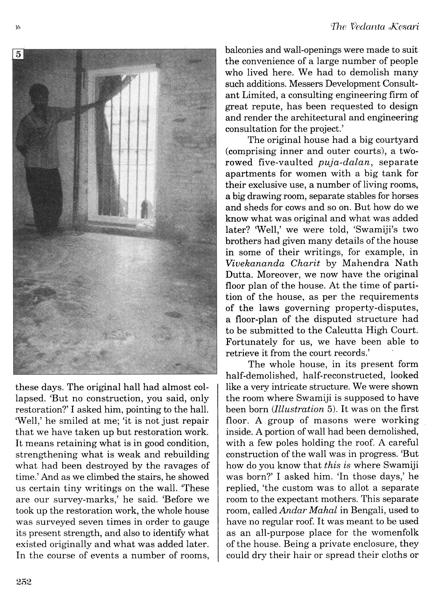 16
The Vedanta Kesari
5
these days. The original hall had almost col-
lapsed. ‘But no construction, you said, only
restoration?’ I asked him, pointing to the hall.
‘Well,’ he smiled at me; ‘it is not just repair
that we have taken up but restoration work.
It means retaining what is in good condition,
strengthening what is weak and rebuilding
what had been destroyed by the ravages of
time.’ And as we climbed the stairs, he showed
us certain tiny writings on the wall. ‘These
are our survey-marks,’ he said. ‘Before we
took up the restoration work, the whole house
was surveyed seven times in order to gauge
its present strength, and also to identify what
existed originally and what was added later.
In the course of events a number of rooms,
balconies and wall-openings were made to suit
the convenience of a large number of people
who lived here. We had to demolish many
such additions. Messers Development Consult-
ant Limited, a consulting engineering firm of
great repute, has been requested to design
and render the architectural and engineering
consultation for the project.’
The original house had a big courtyard
(comprising inner and outer courts), a two-
rowed five-vaulted puja-dalan, separate
apartments for women with a big tank for
their exclusive use, a number of living rooms,
a big drawing room, separate stables for horses
and sheds for cows and so on. But how do we
know what was original and what was added
later? ‘Well,’ we were told, ‘Swamiji’s two
brothers had given many details of the house
in some of their writings, for example, in
Vivekananda Charit by Mahendra Nath
Dutta. Moreover, we now have the original
floor plan of the house. At the time of parti-
tion of the house, as per the requirements
of the laws governing property-disputes,
a floor-plan of the disputed structure had
to be submitted to the Calcutta High Court.
Fortunately for us, we have been able to
retrieve it from the court records.’
The whole house, in its present form
half-demolished, half-reconstructed, looked
like a very intricate structure. We were shown
the room where Swamiji is supposed to have
been born (Illustration 5). It was on the first
floor. A group of masons were working
inside. A portion of wall had been demolished,
with a few poles holding the roof. A careful
construction of the wall was in progress. ‘But
how do you know that this is where Swamiji
was born?’ I asked him. ‘In those days,’ he
replied, ‘the custom was to allot a separate
room to the expectant mothers. This separate
room, called Andar Mahal in Bengali, used to
have no regular roof. It was meant to be used
as an all-purpose place for the womenfolk
of the house. Being a private enclosure, they
could dry their hair or spread their clothes or
252